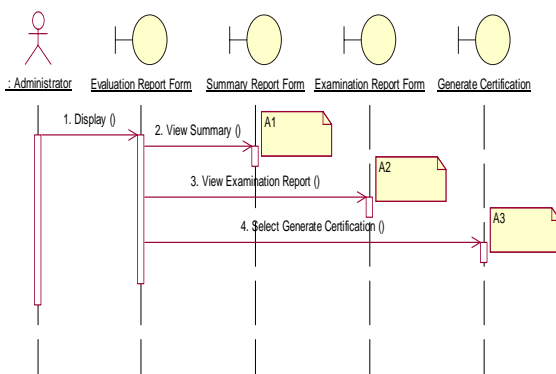 : Administrator
Evaluation Report Form
Summary Report Form
Examination Report Form
Generate Certification
1. Display ()
2. View Summary ()
A1
3. View Examination Report ()
A2
4. Select Generate Certification ()
A3